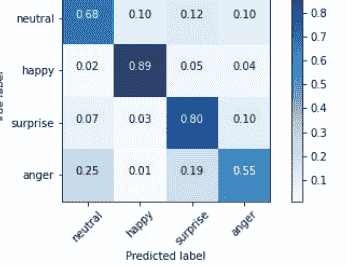 neutral 0.68 0.10 0.12 0.10
happy 0.02 0.89 0.05 0.04
surprise 0.07 0.03 0.80 0.10
anger 0.25 0.01 0.19 0.55
neutral happy surprise anger
Predicted label
0.8
0.7
0.6
0.5
0.4
0.3
0.2
0.1